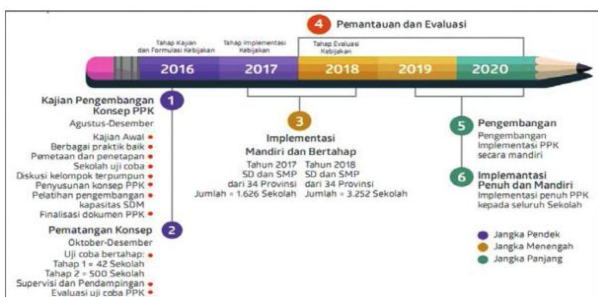 4 Pemantauan dan Evaluasi
Tahap Kajian
dan Formulasi Kebijakan
Tahap Implementasi
Kebijakan
Tahap Evaluasi
Kebijakan
2016
2017
2018
2019
2020
1
Kajian Pengembangan
Konsep PPK
Agustus-Desember
Kajian Awal
Berbagai praktik baik
Pemetaan dan penetapan
Sekolah uji coba
Diskusi kelompok terpumpun
Penyusunan konsep PPK
Pelatihan pengembangan
kapasitas SDM
Finalisasi dokumen PPK
2
Pematangan Konsep
Oktober-Desember
Uji coba bertahap:
Tahap 1 = 42 Sekolah
Tahap 2 = 500 Sekolah
Supervisi dan Pendampingan
Evaluasi uji coba PPK
3
Implementasi
Mandiri dan Bertahap
Tahun 2017
SD dan SMP
dari 34 Provinsi
Jumlah = 1.626 Sekolah
Tahun 2018
SD dan SMP
dari 34 Provinsi
Jumlah = 3.252 Sekolah
5
Pengembangan
Pengembangan
Implementasi PPK
secara mandiri
6
Implemantasi
Penuh dan Mandiri
Implementasi penuh PPK
kepada seluruh Sekolah
Jangka Pendek
Jangka Menengah
Jangka Panjang